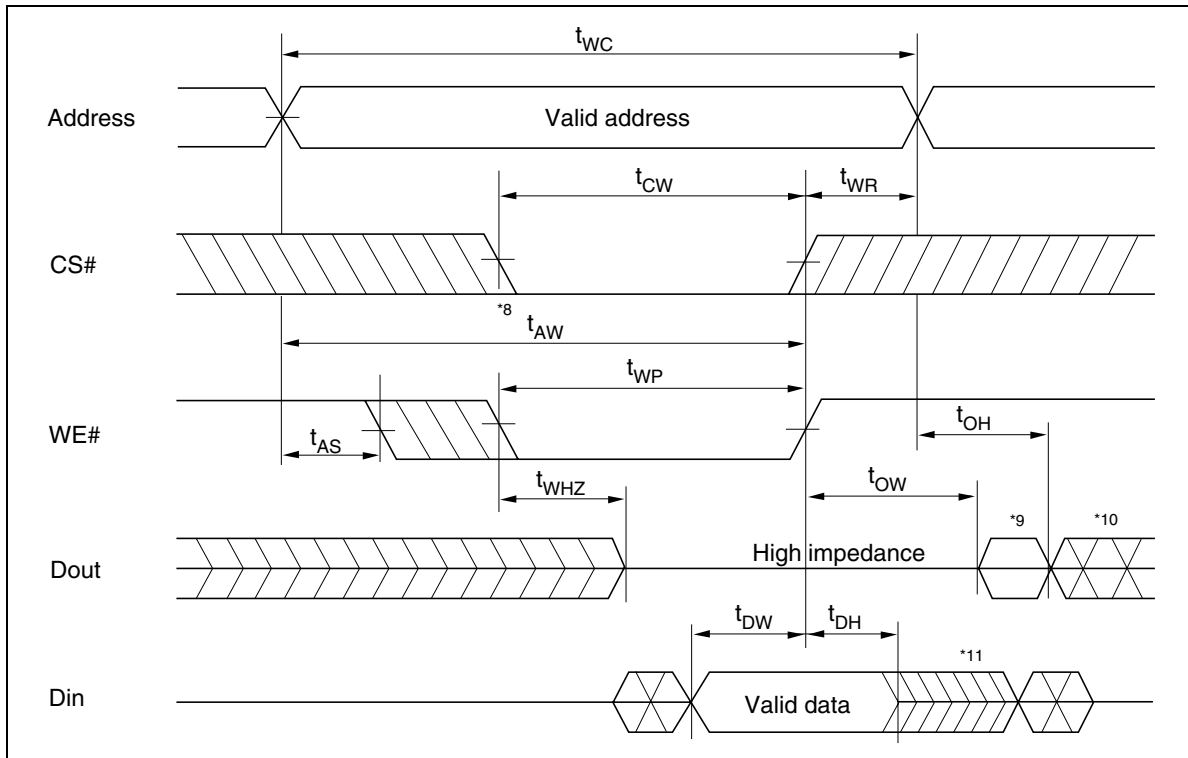 tWC
Address
Valid address
tCW
tWR
CS#
*8
tAW
tWP
WE#
tAS
tOH
tWHZ
tOW
*9
*10
Dout
High impedance
tDW
tDH
*11
Din
Valid data